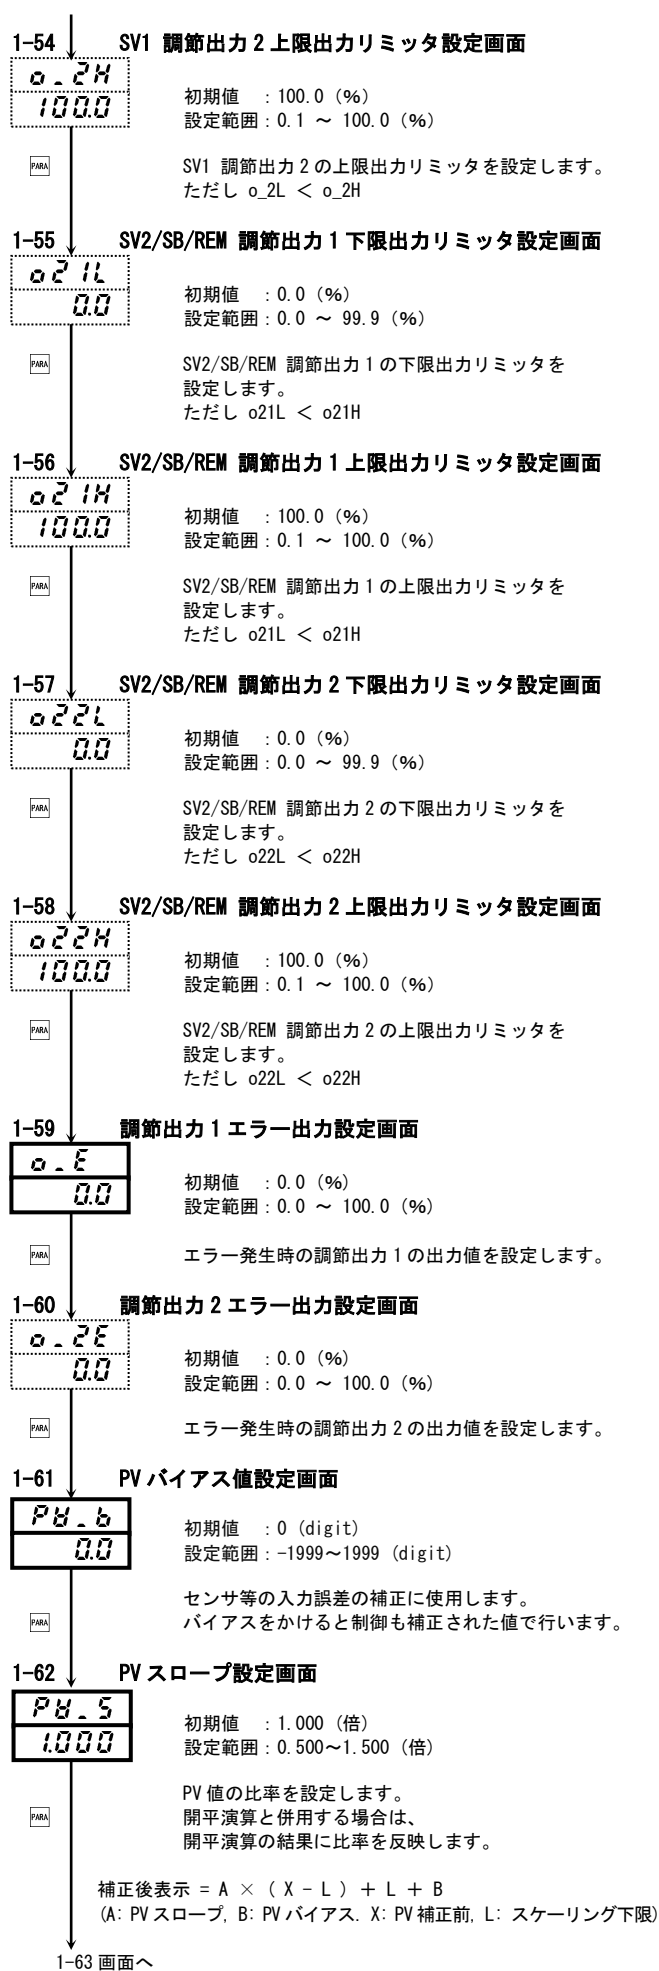 1-54 SV1 調節出力2上限出力リミッタ設定画面
o_2H
100.0
初期値 :100.0 (%)
設定範囲:0.1 ～ 100.0 (%)
PARA
SV1 調節出力2の上限出力リミッタを設定します。
ただし o_2L ＜ o_2H
1-55 SV2/SB/REM 調節出力1下限出力リミッタ設定画面
o21L
0.0
初期値 :0.0 (%)
設定範囲:0.0 ～ 99.9 (%)
PARA
SV2/SB/REM 調節出力1の下限出力リミッタを
設定します。
ただし o21L ＜ o21H
1-56 SV2/SB/REM 調節出力1上限出力リミッタ設定画面
o21H
100.0
初期値 :100.0 (%)
設定範囲:0.1 ～ 100.0 (%)
PARA
SV2/SB/REM 調節出力1の上限出力リミッタを
設定します。
ただし o21L ＜ o21H
1-57 SV2/SB/REM 調節出力2下限出力リミッタ設定画面
o22L
0.0
初期値 :0.0 (%)
設定範囲:0.0 ～ 99.9 (%)
PARA
SV2/SB/REM 調節出力2の下限出力リミッタを
設定します。
ただし o22L ＜ o22H
1-58 SV2/SB/REM 調節出力2上限出力リミッタ設定画面
o22H
100.0
初期値 :100.0 (%)
設定範囲:0.1 ～ 100.0 (%)
PARA
SV2/SB/REM 調節出力2の上限出力リミッタを
設定します。
ただし o22L ＜ o22H
1-59 調節出力1エラー出力設定画面
o_E
0.0
初期値 :0.0 (%)
設定範囲:0.0 ～ 100.0 (%)
PARA
エラー発生時の調節出力1の出力値を設定します。
1-60 調節出力2エラー出力設定画面
o_2E
0.0
初期値 :0.0 (%)
設定範囲:0.0 ～ 100.0 (%)
PARA
エラー発生時の調節出力2の出力値を設定します。
1-61 PVバイアス値設定画面
PV_b
0.0
初期値 :0 (digit)
設定範囲:-1999～1999 (digit)
センサ等の入力誤差の補正に使用します。
PARA
バイアスをかけると制御も補正された値で行います。
1-62 PVスロープ設定画面
PV_S
1.000
初期値 :1.000 (倍)
設定範囲:0.500～1.500 (倍)
PV値の比率を設定します。
PARA
開平演算と併用する場合は、
開平演算の結果に比率を反映します。
補正後表示 = A × ( X - L ) + L + B
(A: PVスロープ, B: PVバイアス. X: PV補正前, L: スケーリング下限)
1-63画面へ